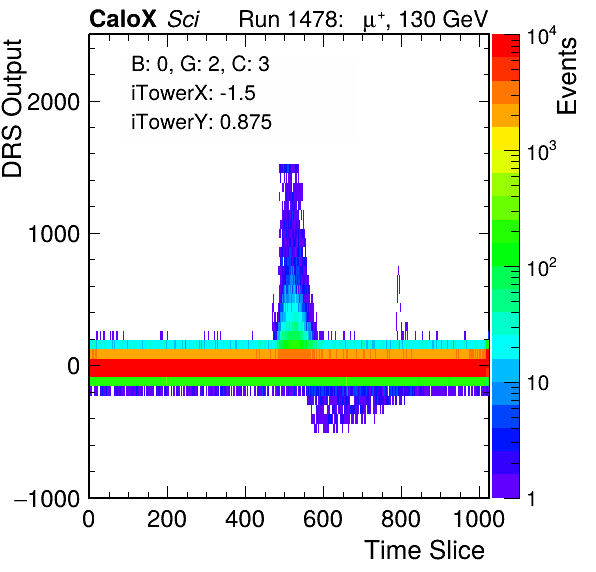 CaloX Sci Run 1478: μ⁺, 130 GeV
B: 0, G: 2, C: 3
iTowerX: -1.5
iTowerY: 0.875
DRS Output
2000
1000
0
−1000
0 200 400 600 800 1000
Time Slice
Events
10⁴
10³
10²
10
1